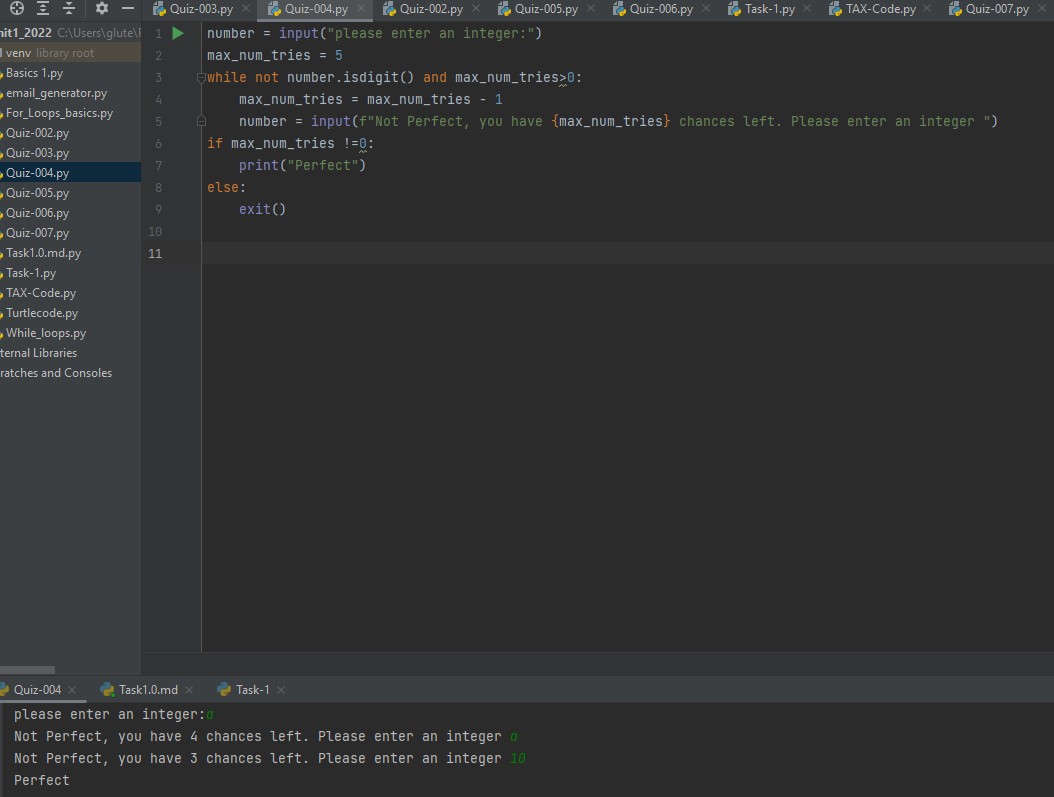 Quiz-003.py Quiz-004.py Quiz-002.py Quiz-005.py Quiz-006.py Task-1.py TAX-Code.py Quiz-007.py
nit1_2022 C:\Users\glute\
venv library root
Basics 1.py
email_generator.py
For_Loops_basics.py
Quiz-002.py
Quiz-003.py
Quiz-004.py
Quiz-005.py
Quiz-006.py
Quiz-007.py
Task1.0.md.py
Task-1.py
TAX-Code.py
Turtlecode.py
While_loops.py
ternal Libraries
ratches and Consoles
1 number = input("please enter an integer:")
2 max_num_tries = 5
3 while not number.isdigit() and max_num_tries>0:
4     max_num_tries = max_num_tries - 1
5     number = input(f"Not Perfect, you have {max_num_tries} chances left. Please enter an integer ")
6 if max_num_tries !=0:
7     print("Perfect")
8 else:
9     exit()
10
11
Quiz-004 Task1.0.md Task-1
please enter an integer:a
Not Perfect, you have 4 chances left. Please enter an integer a
Not Perfect, you have 3 chances left. Please enter an integer 10
Perfect